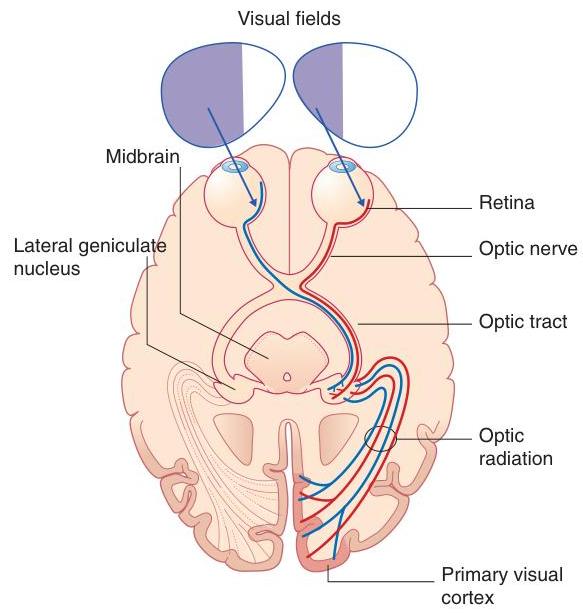 Visual fields
Midbrain
Lateral geniculate
nucleus
Retina
Optic nerve
Optic tract
Optic
radiation
Primary visual
cortex